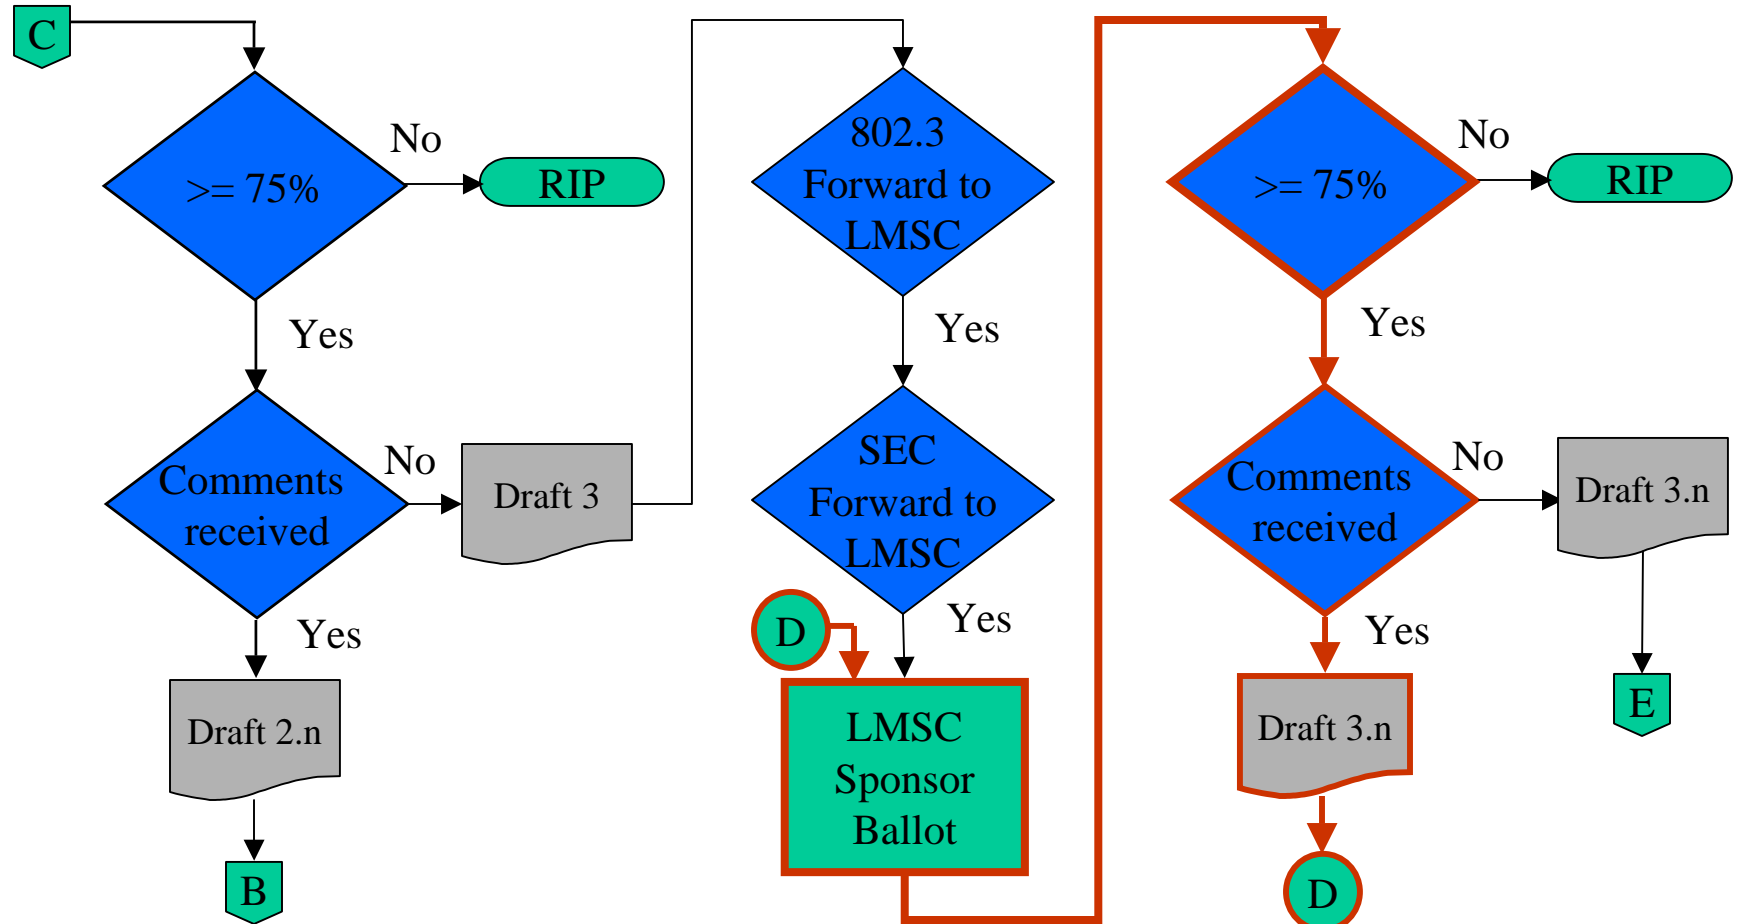 C
>= 75%
No
RIP
Yes
Comments
received
No
Draft 3
Yes
Draft 2.n
B
802.3
Forward to
LMSC
Yes
SEC
Forward to
LMSC
Yes
D
LMSC
Sponsor
Ballot
>= 75%
No
RIP
Yes
Comments
received
No
Draft 3.n
E
Yes
Draft 3.n
D